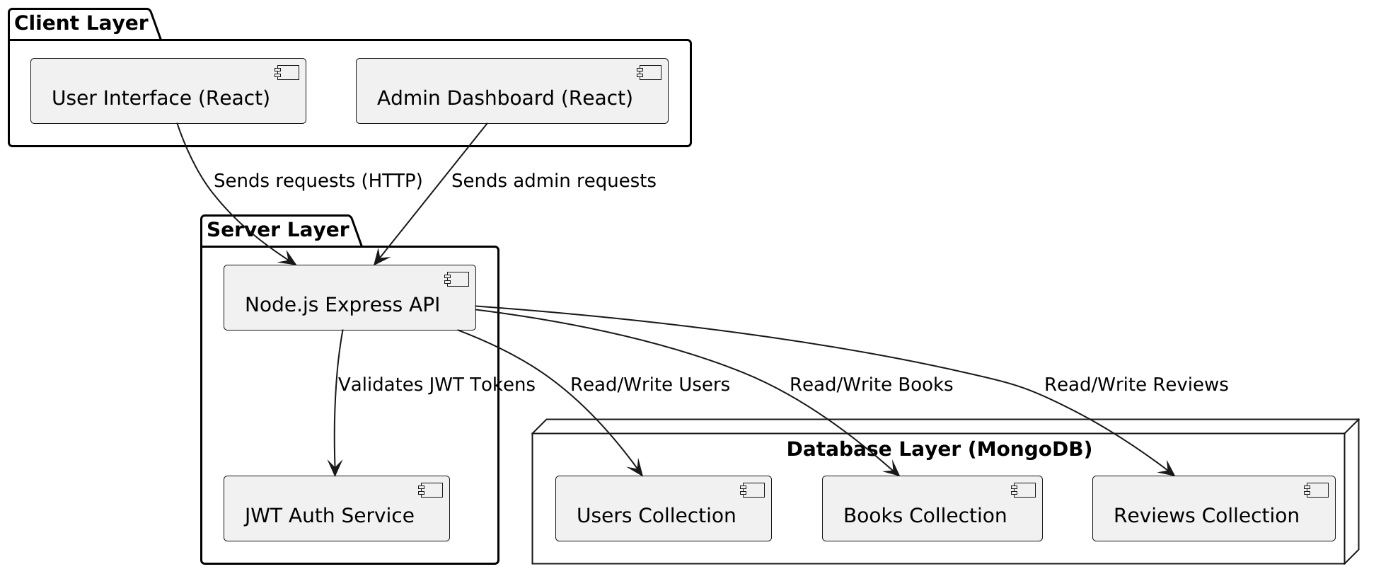 Client Layer
User Interface (React)
Admin Dashboard (React)
Sends requests (HTTP)
Sends admin requests
Server Layer
Node.js Express API
Validates JWT Tokens
Read/Write Users
Read/Write Books
Read/Write Reviews
Database Layer (MongoDB)
JWT Auth Service
Users Collection
Books Collection
Reviews Collection